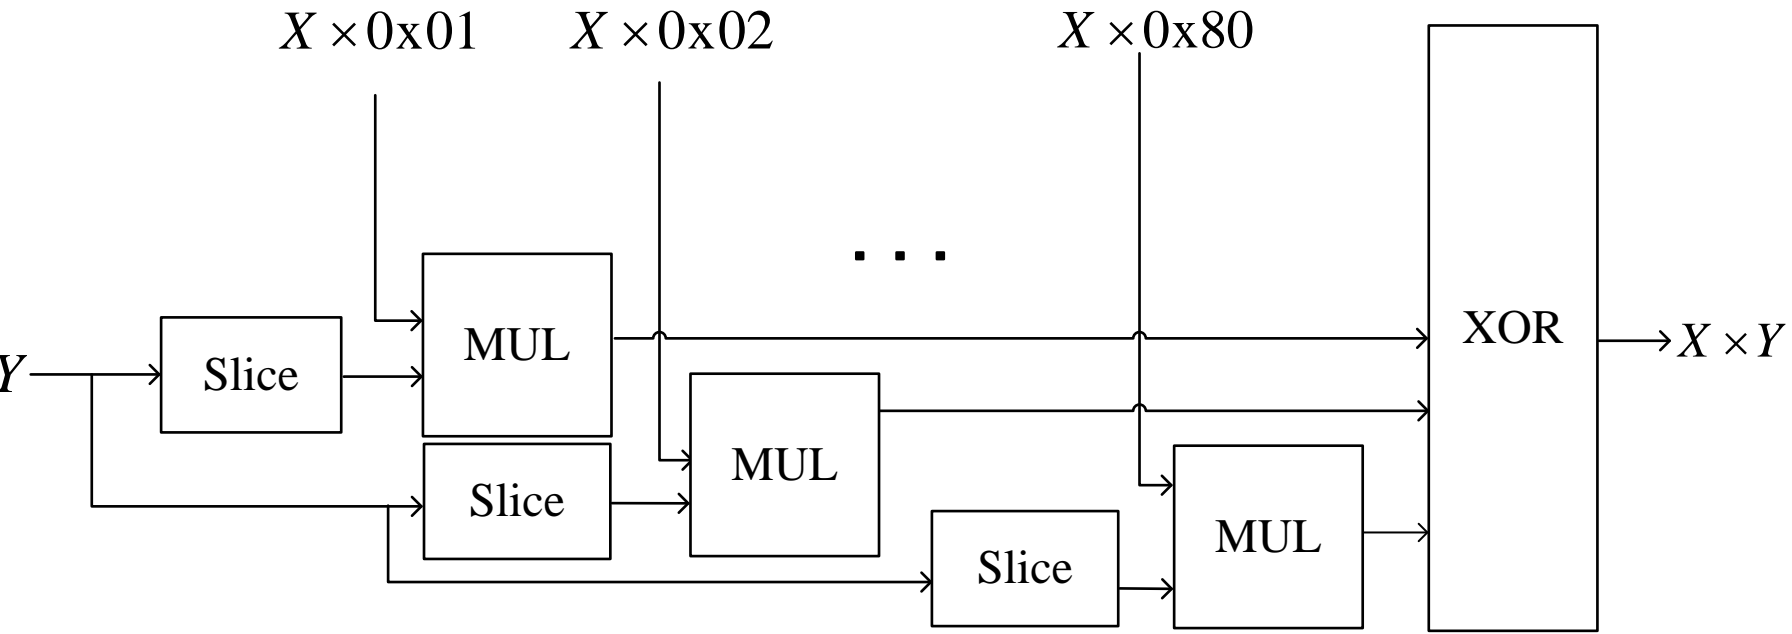 X × 0x01
X × 0x02
X × 0x80
. . .
MUL
XOR
X × Y
Y
Slice
MUL
Slice
MUL
Slice